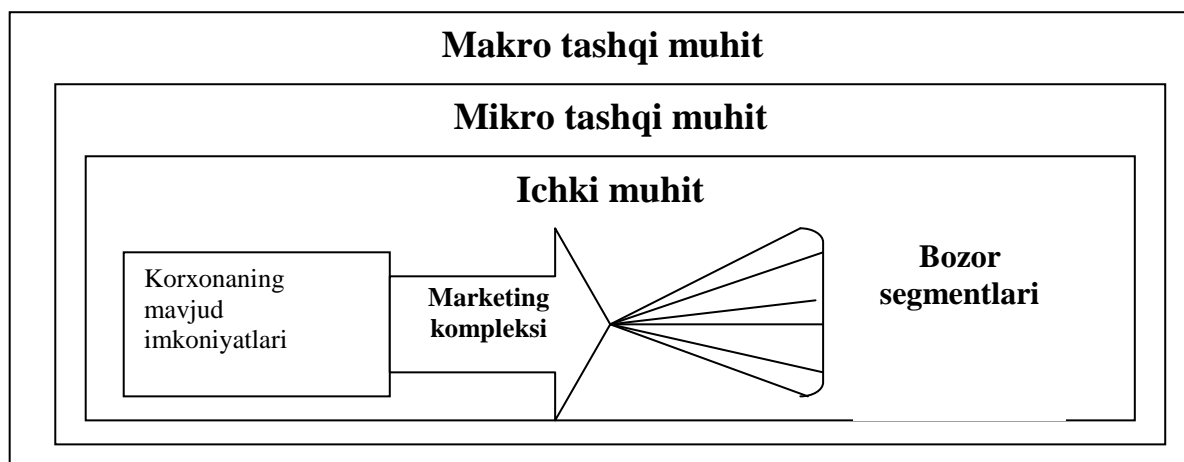 Makro tashqi muhit
Mikro tashqi muhit
Ichki muhit
Korxonaning
mavjud
imkoniyatlari
Marketing
kompleksi
Bozor
segmentlari